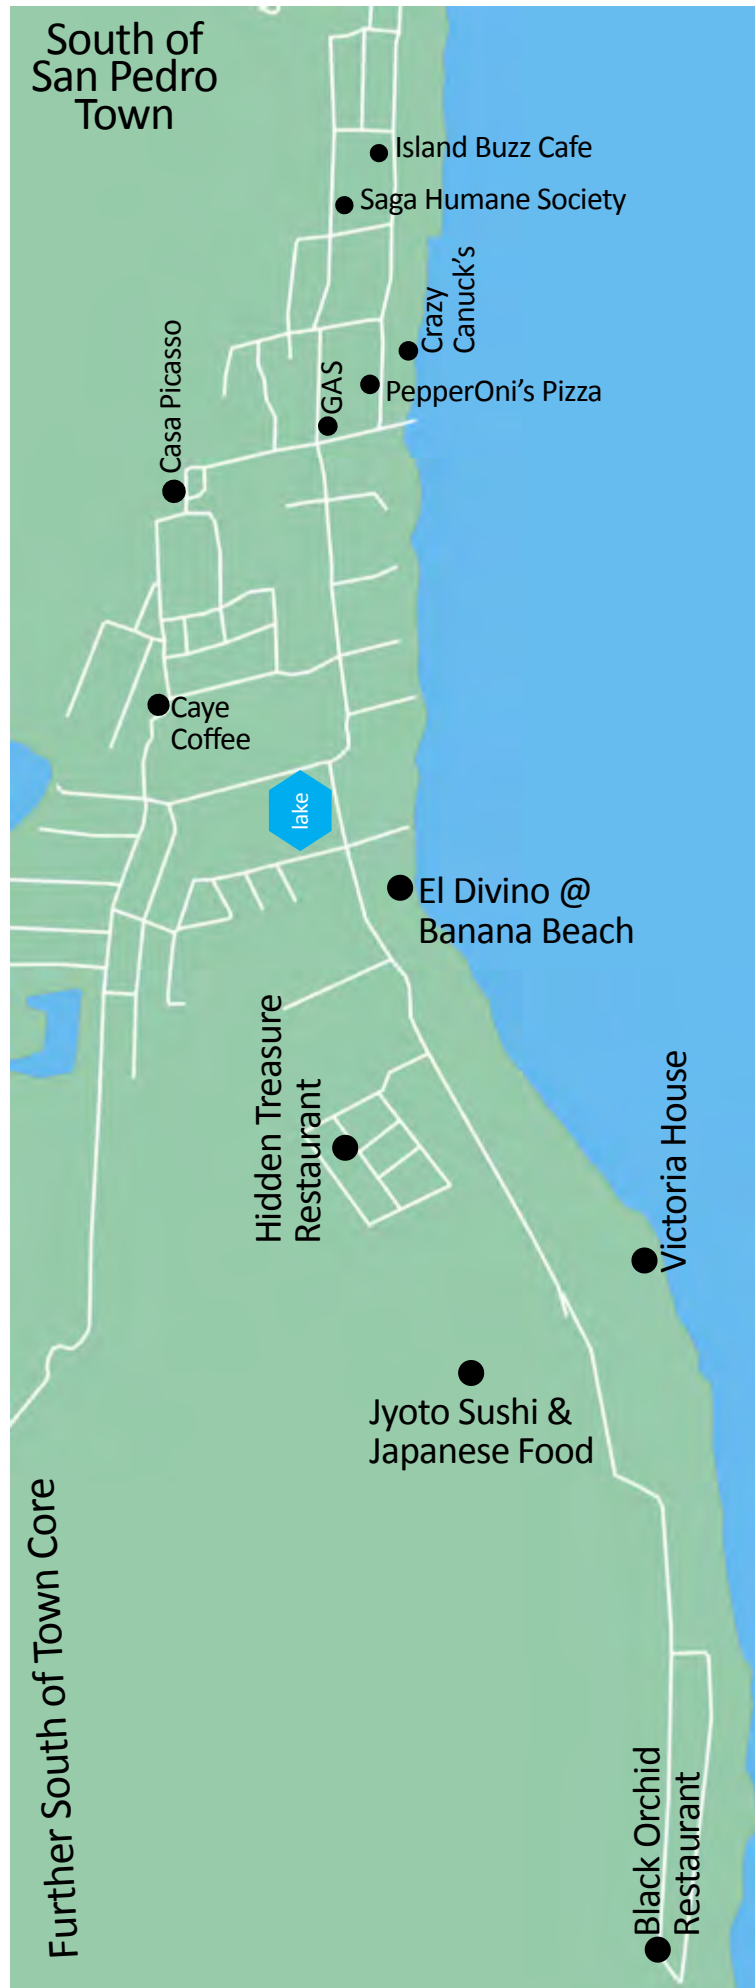 South of
San Pedro
Town
Island Buzz Cafe
Saga Humane Society
Crazy
Canuck's
Casa Picasso
GAS
PepperOni's Pizza
Caye
Coffee
lake
El Divino @
Banana Beach
Hidden Treasure
Restaurant
Victoria House
Jyoto Sushi &
Japanese Food
Further South of Town Core
Black Orchid
Restaurant